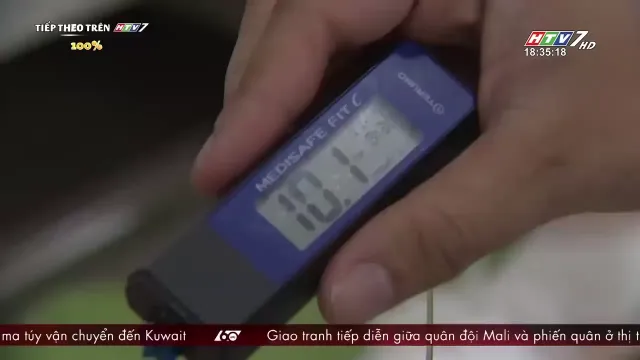 TIẾP THEO TRÊN HTV7
100%
HTV7 HD
18:35:18
TERUMO
MEDISAFE FIT C
10.1
ma túy vận chuyển đến Kuwait 60 Giao tranh tiếp diễn giữa quân đội Mali và phiến quân ở thị t